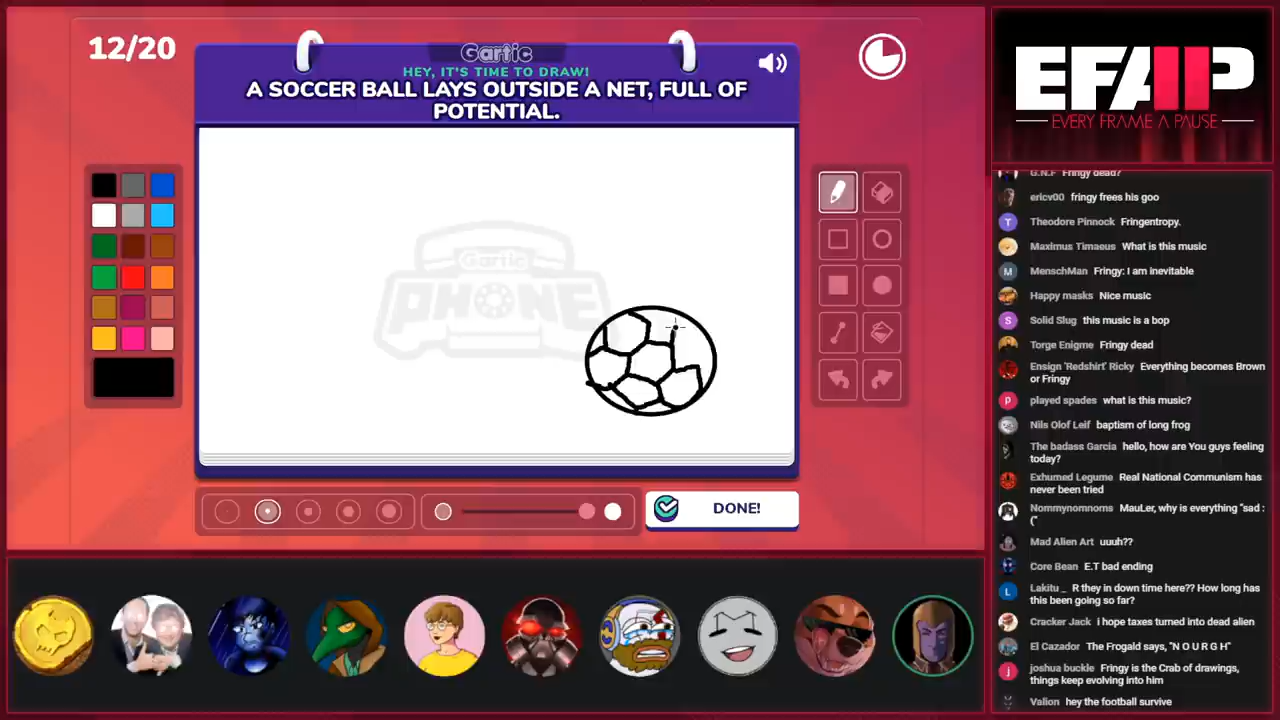 12/20
Gartic
HEY, IT'S TIME TO DRAW!
A SOCCER BALL LAYS OUTSIDE A NET, FULL OF
POTENTIAL.
Gartic
PHONE
DONE!
EFAP
EVERY FRAME A PAUSE
G.N.F Fringy dead?
ericv00 fringy frees his goo
Theodore Pinnock Fringentropy.
Maximus Timaeus What is this music
MenschMan Fringy: I am inevitable
Happy masks Nice music
Solid Slug this music is a bop
Torge Enigme Fringy dead
Ensign 'Redshirt' Ricky Everything becomes Brown
or Fringy
played spades what is this music?
Nils Olof Leif baptism of long frog
The badass Garcia hello, how are You guys feeling
today?
Exhumed Legume Real National Communism has
never been tried
Nommynomnoms MauLer, why is everything "sad :
("
Mad Alien Art uuuh??
Core Bean E.T bad ending
Lakitu_ R they in down time here?? How long has
this been going so far?
Cracker Jack i hope taxes turned into dead alien
El Cazador The Frogald says, "N O U R G H"
joshua buckle Fringy is the Crab of drawings,
things keep evolving into him
Valion hey the football survive